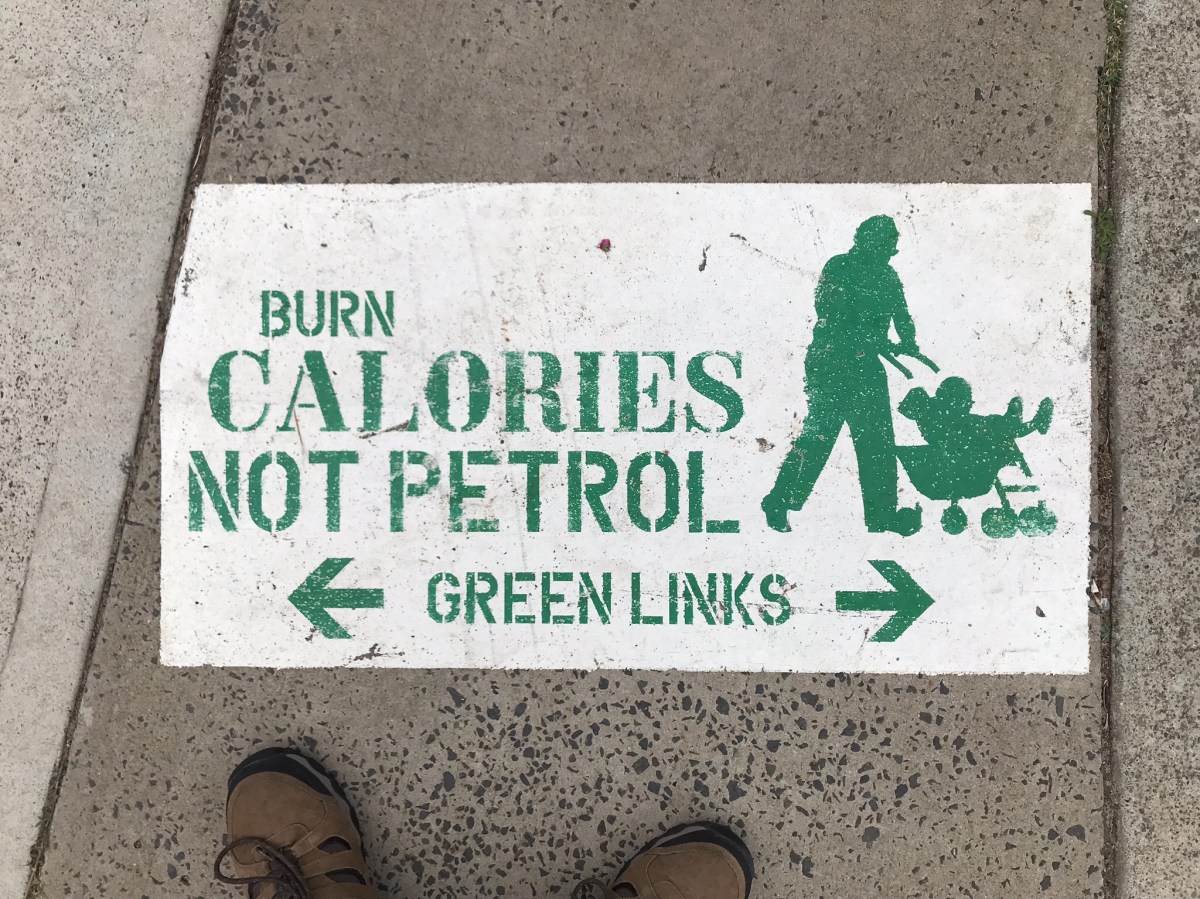 BURN
CALORIES
NOT PETROL
GREEN LINKS